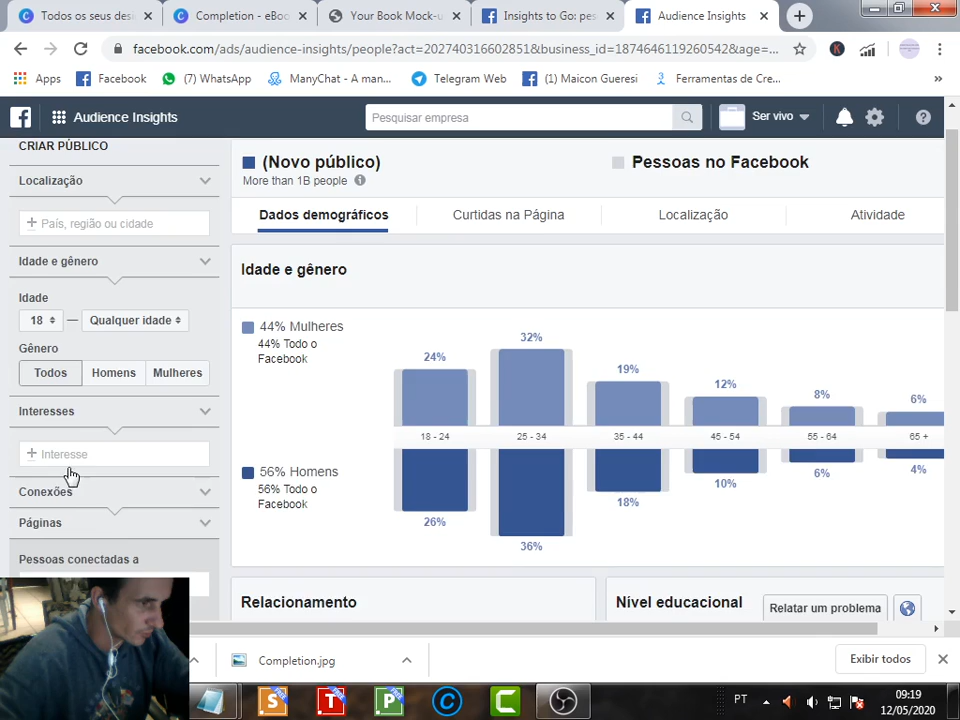 Todos os seus dese
Completion - eBoo
Your Book Mock-u
Insights to Go: pes
Audience Insights
facebook.com/ads/audience-insights/people?act=202740316602851&business_id=1874646119260542&age=...
Apps
Facebook
(7) WhatsApp
ManyChat - A man...
Telegram Web
(1) Maicon Gueresi
Ferramentas de Cre...
»
Audience Insights
Pesquisar empresa
Ser vivo
CRIAR PÚBLICO
Localização
+ País, região ou cidade
Idade e gênero
Idade
18 — Qualquer idade
Gênero
Todos Homens Mulheres
Interesses
+ Interesse
Conexões
Páginas
Pessoas conectadas a
(Novo público)
More than 1B people
Pessoas no Facebook
Dados demográficos
Curtidas na Página
Localização
Atividade
Idade e gênero
44% Mulheres
44% Todo o
Facebook
24% 32% 19% 12% 8% 6%
18 - 24 25 - 34 35 - 44 45 - 54 55 - 64 65 +
56% Homens
56% Todo o
Facebook
26% 36% 18% 10% 6% 4%
Relacionamento
Nível educacional
Relatar um problema
Completion.jpg
Exibir todos
PT
09:19
12/05/2020